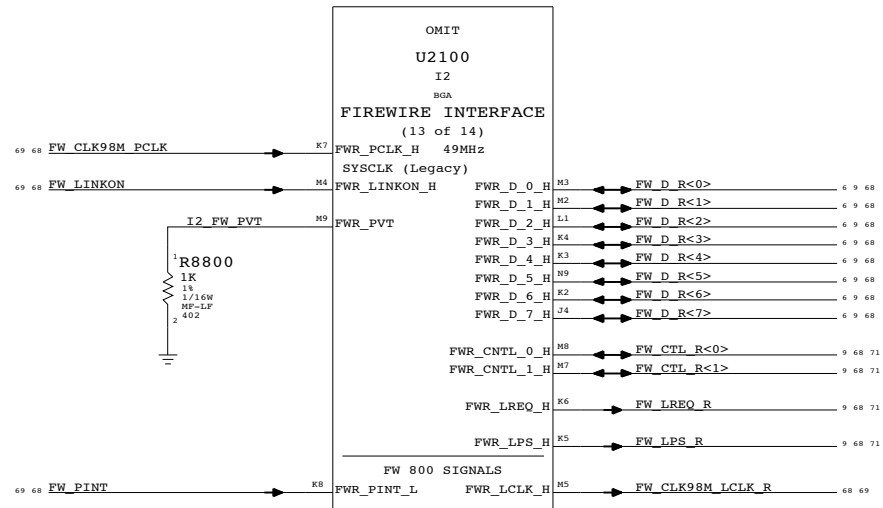 OMIT
U2100
I2
BGA
FIREWIRE INTERFACE
(13 of 14)
69 68 FW_CLK98M_PCLK K7 FWR_PCLK_H 49MHz
SYSCLK (Legacy)
69 68 FW_LINKON M4 FWR_LINKON_H FWR_D_0_H M3 FW_D_R<0> 6 9 68
FWR_D_1_H M2 FW_D_R<1> 6 9 68
I2_FW_PVT M9 FWR_PVT FWR_D_2_H L1 FW_D_R<2> 6 9 68
FWR_D_3_H K4 FW_D_R<3> 6 9 68
1 R8800 FWR_D_4_H K3 FW_D_R<4> 6 9 68
1K FWR_D_5_H N9 FW_D_R<5> 6 9 68
1%
1/16W FWR_D_6_H K2 FW_D_R<6> 6 9 68
MF-LF
402 FWR_D_7_H J4 FW_D_R<7> 6 9 68
2
FWR_CNTL_0_H M8 FW_CTL_R<0> 9 68 71
FWR_CNTL_1_H M7 FW_CTL_R<1> 9 68 71
FWR_LREQ_H K6 FW_LREQ_R 9 68 71
FWR_LPS_H K5 FW_LPS_R 9 68 71
FW 800 SIGNALS
69 68 FW_PINT K8 FWR_PINT_L FWR_LCLK_H M5 FW_CLK98M_LCLK_R 68 69